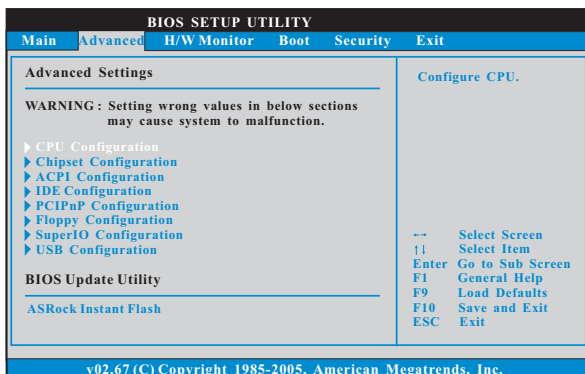 BIOS SETUP UTILITY
Main Advanced H/W Monitor Boot Security Exit
Advanced Settings
WARNING : Setting wrong values in below sections
may cause system to malfunction.
CPU Configuration
Chipset Configuration
ACPI Configuration
IDE Configuration
PCIPnP Configuration
Floppy Configuration
SuperIO Configuration
USB Configuration
BIOS Update Utility
ASRock Instant Flash
Configure CPU.
←→ Select Screen
↑↓ Select Item
Enter Go to Sub Screen
F1 General Help
F9 Load Defaults
F10 Save and Exit
ESC Exit
v02.67 (C) Copyright 1985-2005, American Megatrends, Inc.